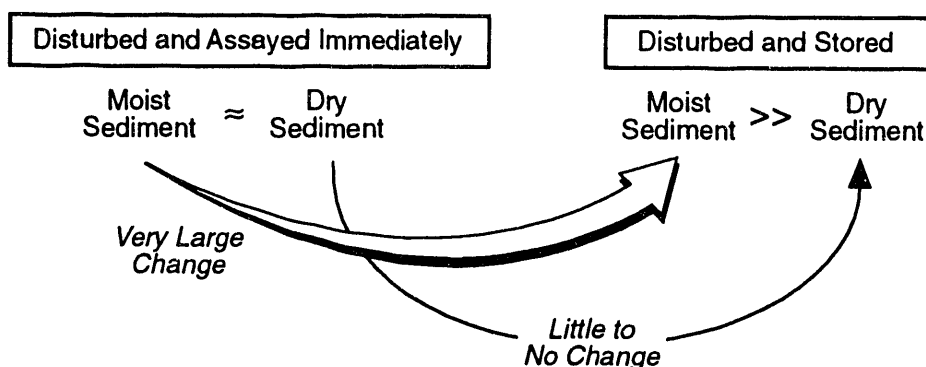 Disturbed and Assayed Immediately
Disturbed and Stored
Moist Sediment ≈ Dry Sediment
Moist Sediment >> Dry Sediment
Very Large
Change
Little to
No Change